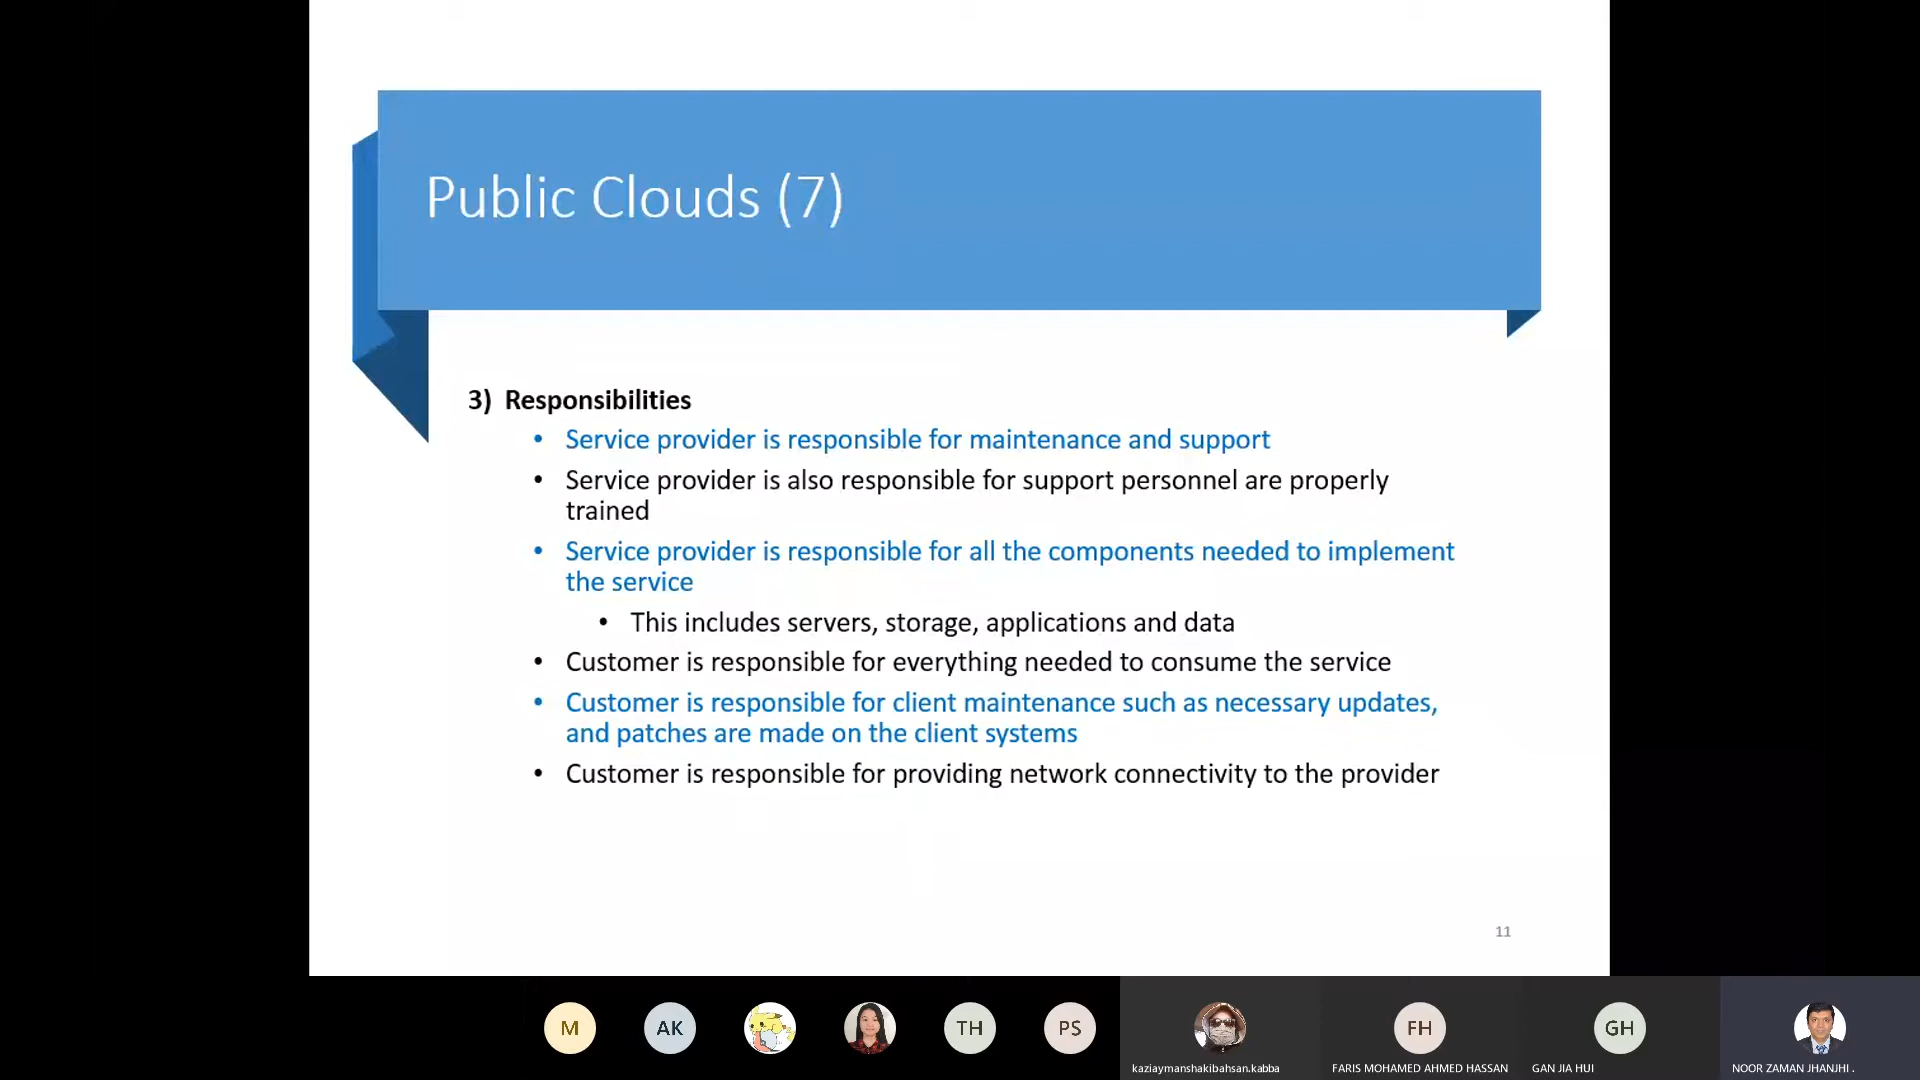 Public Clouds (7)
3) Responsibilities
• Service provider is responsible for maintenance and support
• Service provider is also responsible for support personnel are properly
trained
• Service provider is responsible for all the components needed to implement
the service
• This includes servers, storage, applications and data
• Customer is responsible for everything needed to consume the service
• Customer is responsible for client maintenance such as necessary updates,
and patches are made on the client systems
• Customer is responsible for providing network connectivity to the provider
11
M
AK
TH
PS
FH
GH
kaziaymanshakibahsan.kabba
FARIS MOHAMED AHMED HASSAN
GAN JIA HUI
NOOR ZAMAN JHANJHI .